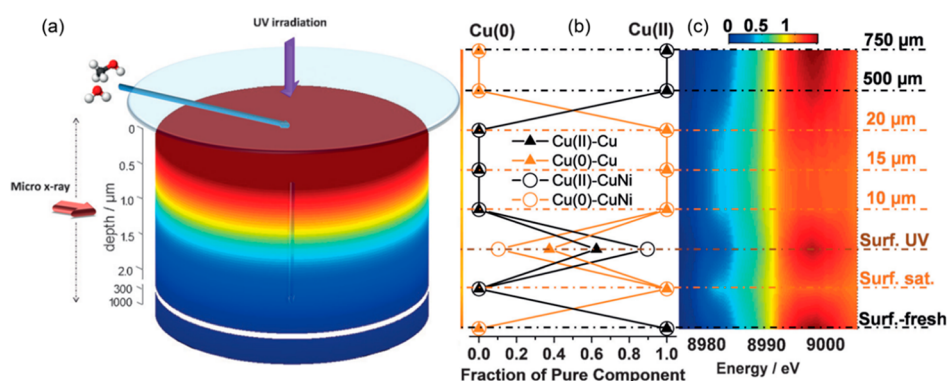 (a)
UV irradiation
Micro x-ray
depth / μm
0
0.5
1.0
1.5
2.0
300
1000
(b)
Cu(0)
Cu(II)
Cu(II)-Cu
Cu(0)-Cu
Cu(II)-CuNi
Cu(0)-CuNi
0.0 0.2 0.4 0.6 0.8 1.0
Fraction of Pure Component
(c)
0 0.5 1
750 μm
500 μm
20 μm
15 μm
10 μm
Surf. UV
Surf. sat.
Surf.-fresh
8980 8990 9000
Energy / eV